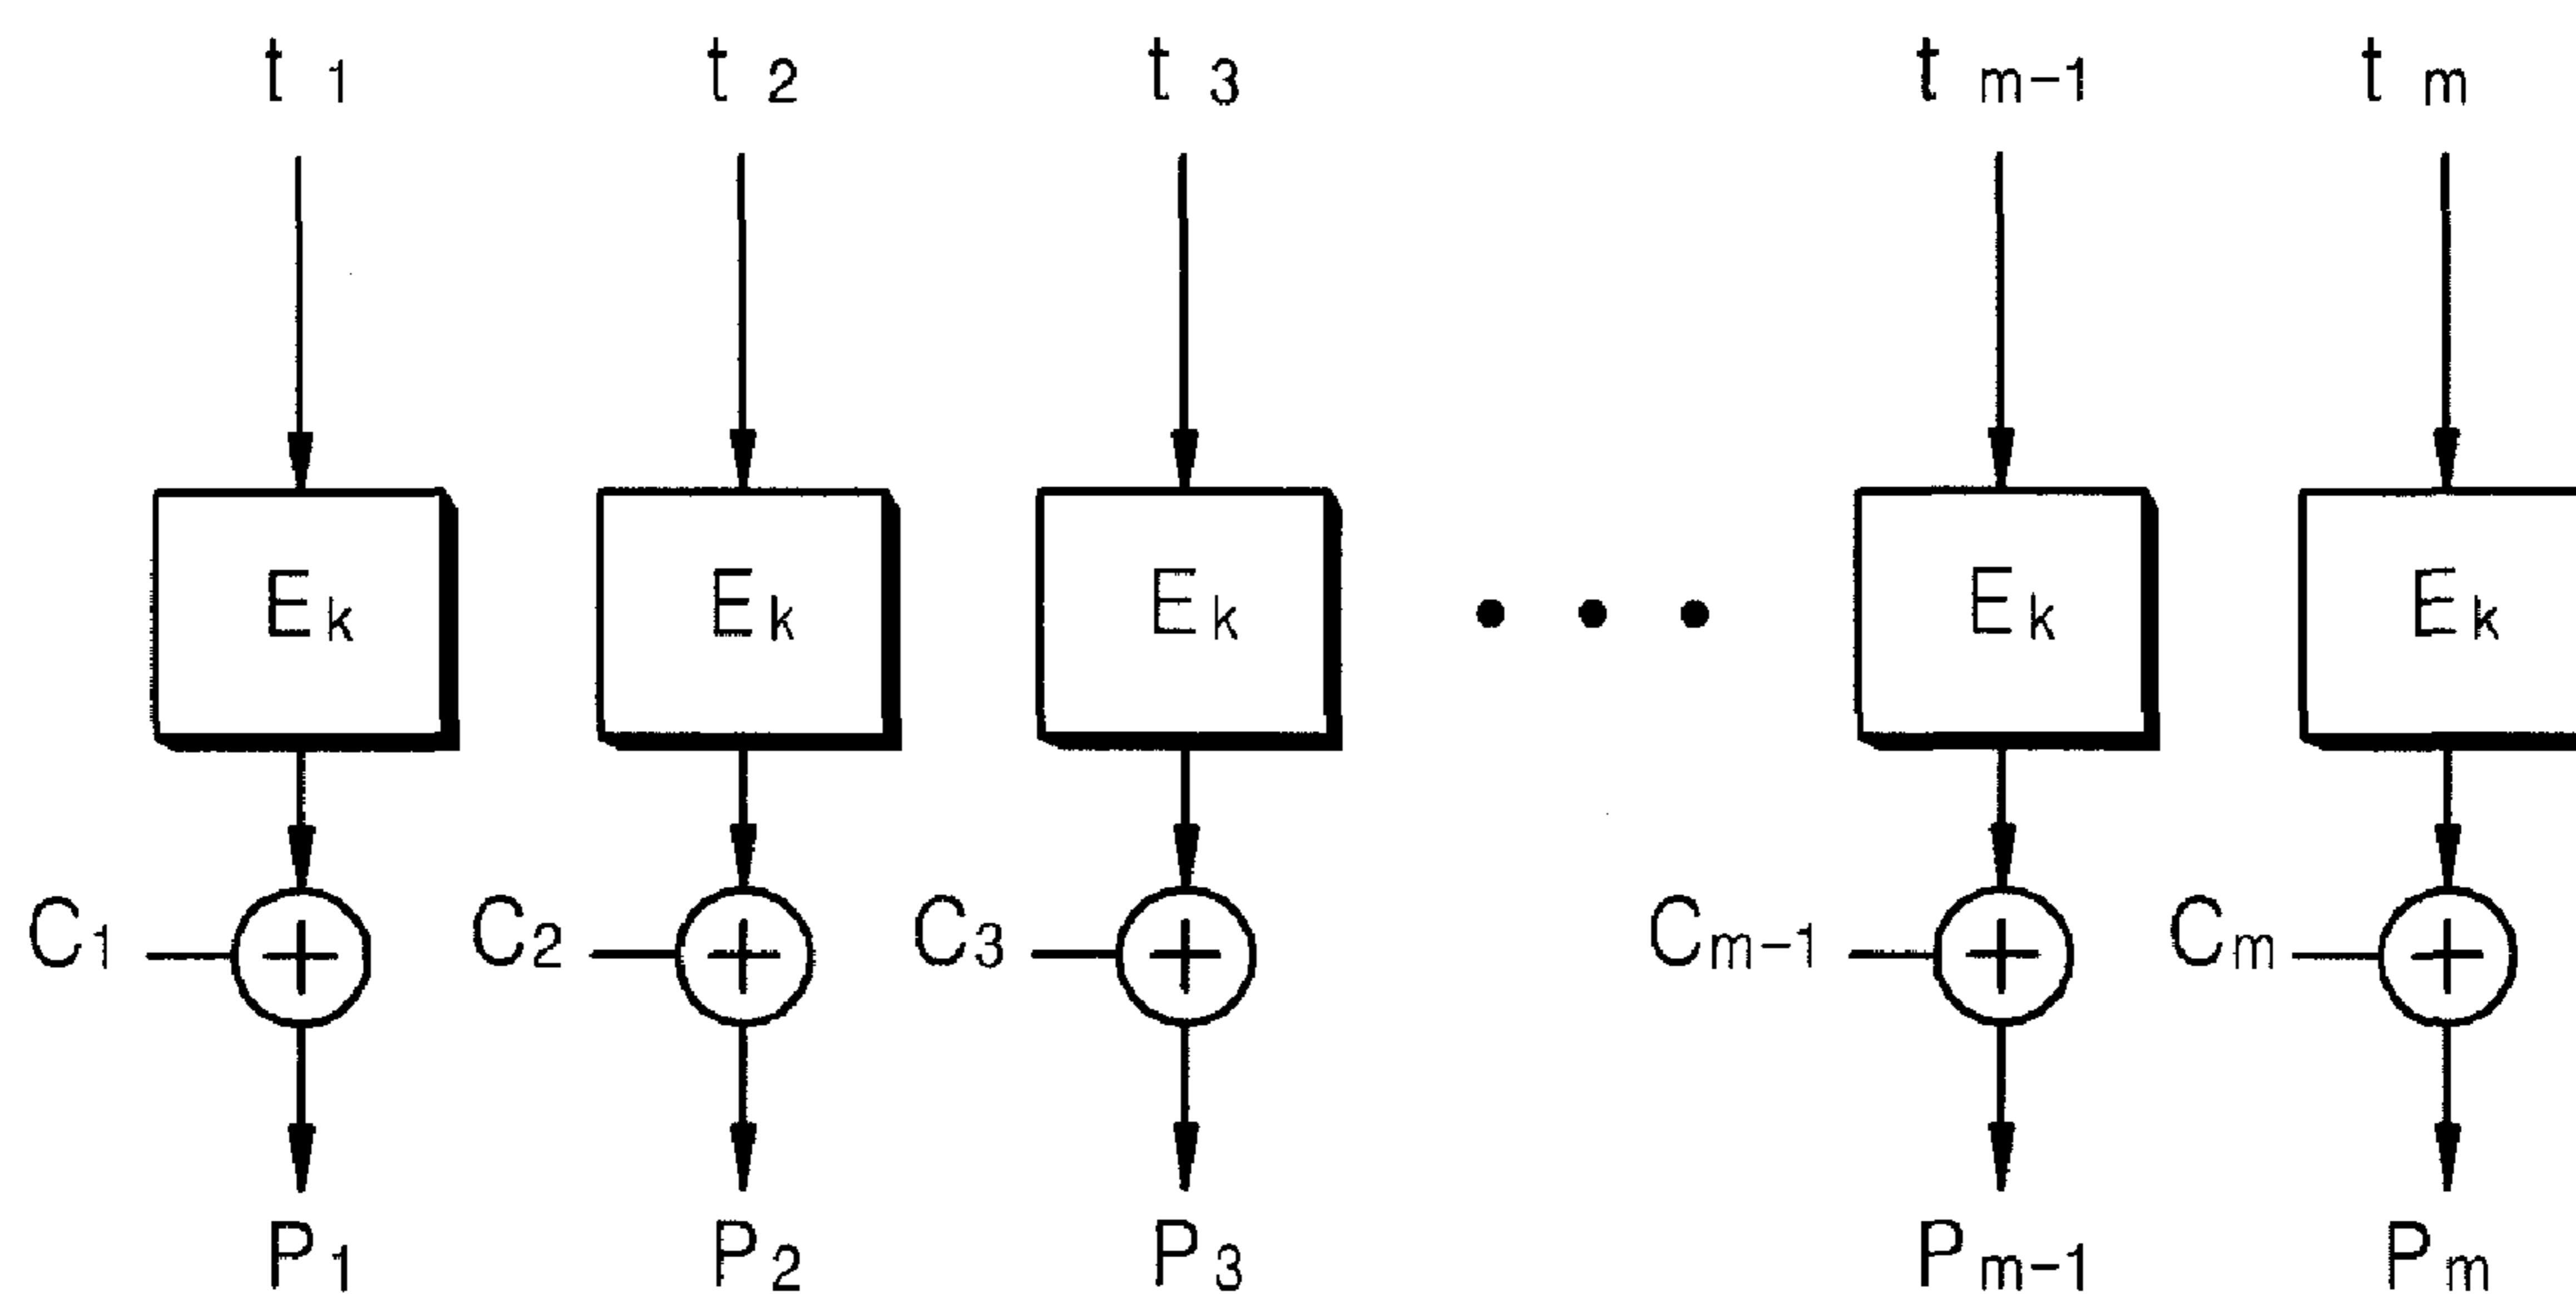 t 1 t 2 t 3 t m-1 t m
Ek Ek Ek Ek Ek
C1 C2 C3 Cm-1 Cm
P1 P2 P3 Pm-1 Pm